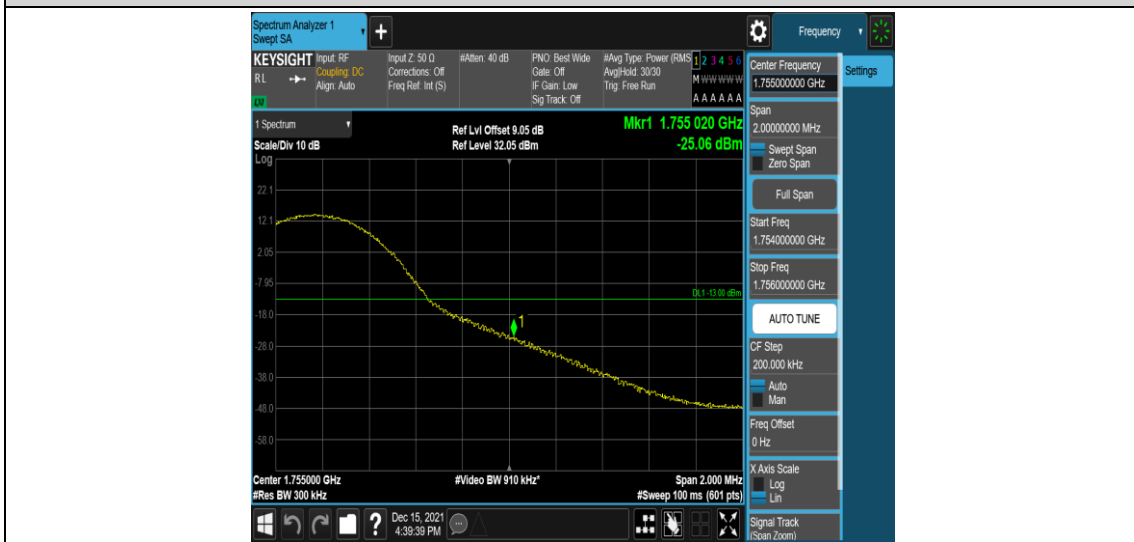 Spectrum Analyzer 1
Swept SA
+
Frequency
KEYSIGHT
RL
LXI
Input: RF
Coupling: DC
Align: Auto
Input Z: 50 Ω
Corrections: Off
Freq Ref: Int (S)
#Atten: 40 dB
PNO: Best Wide
Gate: Off
IF Gain: Low
Sig Track: Off
#Avg Type: Power (RMS
Avg|Hold: 30/30
Trig: Free Run
1 2 3 4 5 6
M W W W W W
A A A A A A
1 Spectrum
Scale/Div 10 dB
Log
Ref Lvl Offset 9.05 dB
Ref Level 32.05 dBm
Mkr1 1.755 020 GHz
-25.06 dBm
22.1
12.1
2.05
-7.95
DL1 -13.00 dBm
-18.0
1
-28.0
-38.0
-48.0
-58.0
Center 1.755000 GHz
#Res BW 300 kHz
#Video BW 910 kHz*
Span 2.000 MHz
#Sweep 100 ms (601 pts)
?
Dec 15, 2021
4:39:39 PM
Center Frequency
1.755000000 GHz
Settings
Span
2.00000000 MHz
Swept Span
Zero Span
Full Span
Start Freq
1.754000000 GHz
Stop Freq
1.756000000 GHz
AUTO TUNE
CF Step
200.000 kHz
Auto
Man
Freq Offset
0 Hz
X Axis Scale
Log
Lin
Signal Track
(Span Zoom)